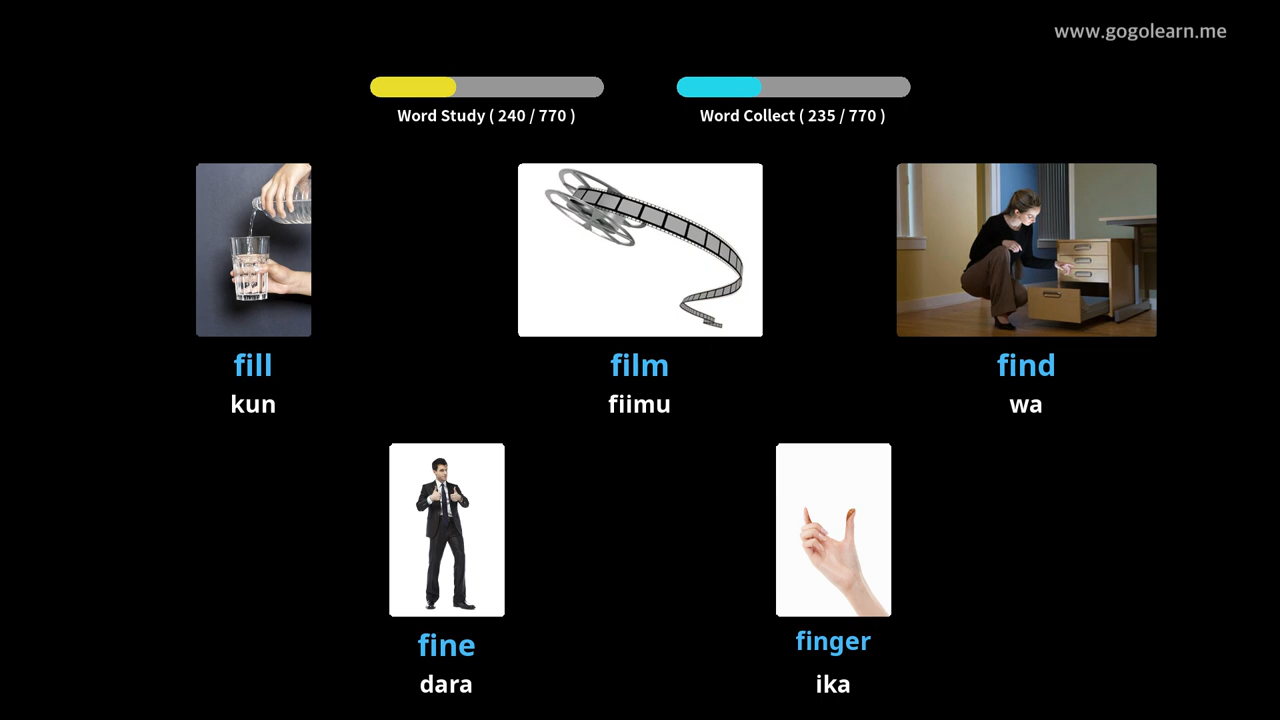 www.gogolearn.me
Word Study ( 240 / 770 )
Word Collect ( 235 / 770 )
fill
kun
film
fiimu
find
wa
fine
dara
finger
ika